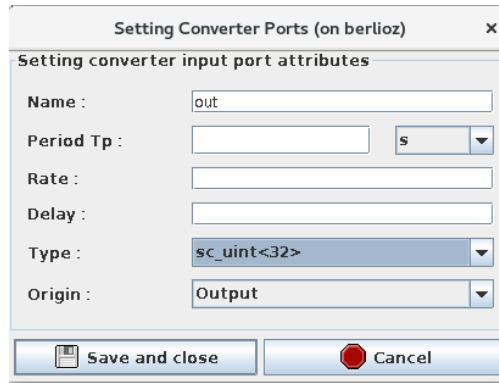 Setting Converter Ports (on berlioz) ×
Setting converter input port attributes
Name : out
Period Tp : s
Rate :
Delay :
Type : sc_uint<32>
Origin : Output
Save and close Cancel